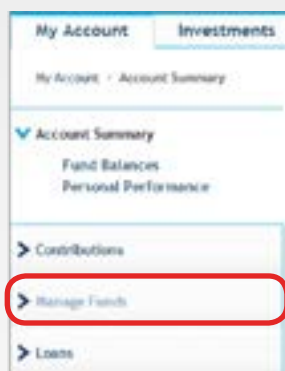 My Account Investments
My Account - Account Summary
Account Summary
Fund Balances
Personal Performance
Contributions
Manage Funds
Loans